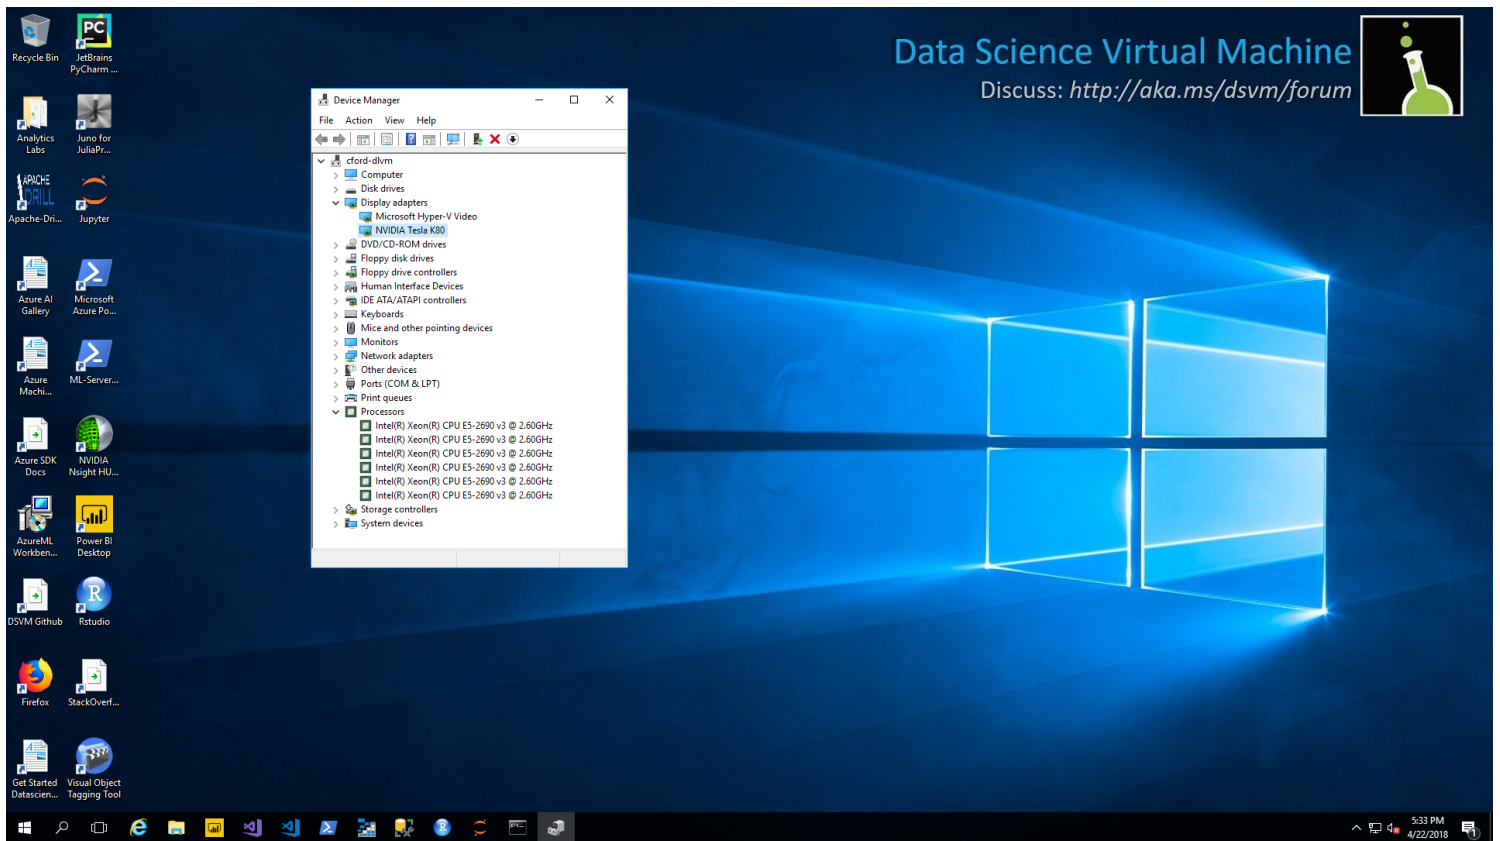 Recycle Bin
JetBrains
PyCharm ...
Analytics
Labs
Juno for
JuliaPr...
APACHE
DRILL
Apache-Dri...
Jupyter
Azure AI
Gallery
Microsoft
Azure Po...
Azure
Machi...
ML-Server...
Azure SDK
Docs
NVIDIA
Nsight HU...
AzureML
Workben...
Power BI
Desktop
DSVM Github
R
Rstudio
Firefox
StackOverf...
Get Started
Datascien...
Visual Object
Tagging Tool
PC
Data Science Virtual Machine
Discuss: http://aka.ms/dsvm/forum
Device Manager
File Action View Help
cford-dlvm
Computer
Disk drives
Display adapters
Microsoft Hyper-V Video
NVIDIA Tesla K80
DVD/CD-ROM drives
Floppy disk drives
Floppy drive controllers
Human Interface Devices
IDE ATA/ATAPI controllers
Keyboards
Mice and other pointing devices
Monitors
Network adapters
Other devices
Ports (COM & LPT)
Print queues
Processors
Intel(R) Xeon(R) CPU E5-2690 v3 @ 2.60GHz
Intel(R) Xeon(R) CPU E5-2690 v3 @ 2.60GHz
Intel(R) Xeon(R) CPU E5-2690 v3 @ 2.60GHz
Intel(R) Xeon(R) CPU E5-2690 v3 @ 2.60GHz
Intel(R) Xeon(R) CPU E5-2690 v3 @ 2.60GHz
Intel(R) Xeon(R) CPU E5-2690 v3 @ 2.60GHz
Storage controllers
System devices
5:33 PM
4/22/2018
1